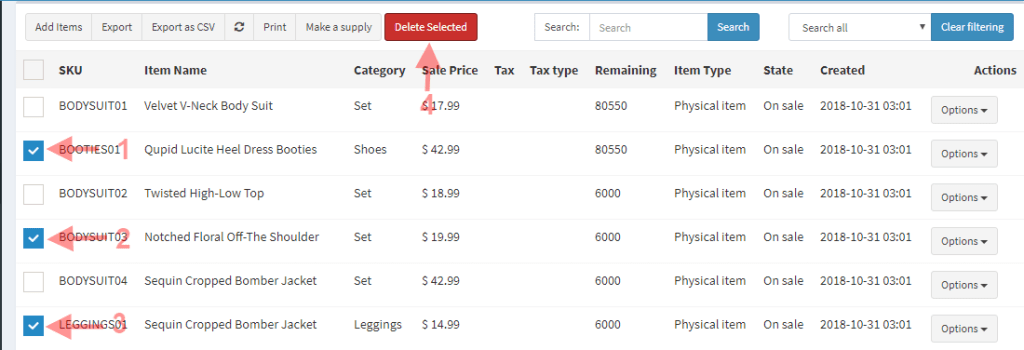 Add Items Export Export as CSV Print Make a supply Delete Selected Search: Search Search Search all Clear filtering
SKU Item Name Category Sale Price Tax Tax type Remaining Item Type State Created Actions
BODYSUIT01 Velvet V-Neck Body Suit Set $ 17.99 80550 Physical item On sale 2018-10-31 03:01 Options
4
BOOTIES01 Qupid Lucite Heel Dress Booties Shoes $ 42.99 80550 Physical item On sale 2018-10-31 03:01 Options
1
BODYSUIT02 Twisted High-Low Top Set $ 18.99 6000 Physical item On sale 2018-10-31 03:01 Options
BODYSUIT03 Notched Floral Off-The Shoulder Set $ 19.99 6000 Physical item On sale 2018-10-31 03:01 Options
2
BODYSUIT04 Sequin Cropped Bomber Jacket Set $ 42.99 6000 Physical item On sale 2018-10-31 03:01 Options
LEGGINGS01 Sequin Cropped Bomber Jacket Leggings $ 14.99 6000 Physical item On sale 2018-10-31 03:01 Options
3